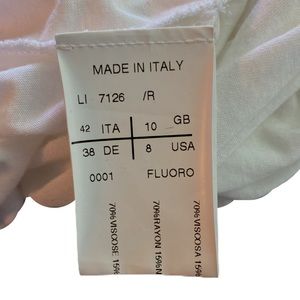 MADE IN ITALY
LI 7126 /R
42 ITA 10 GB
38 DE 8 USA
0001 FLUORO
70%VISCOSE 15%
70%RAYON 15%N
70%VISCOSA 15%